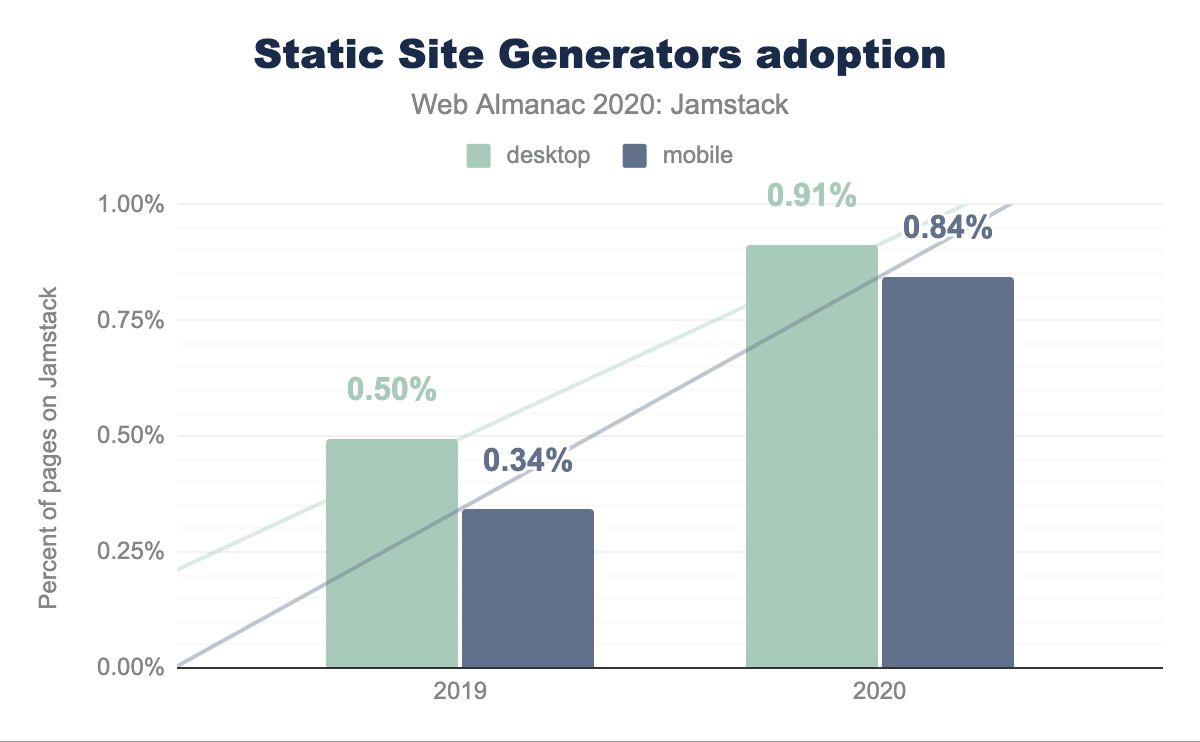 Static Site Generators adoption
Web Almanac 2020: Jamstack
desktop mobile
Percent of pages on Jamstack
1.00%
0.75%
0.50%
0.25%
0.00%
0.50%
0.34%
0.91%
0.84%
2019 2020